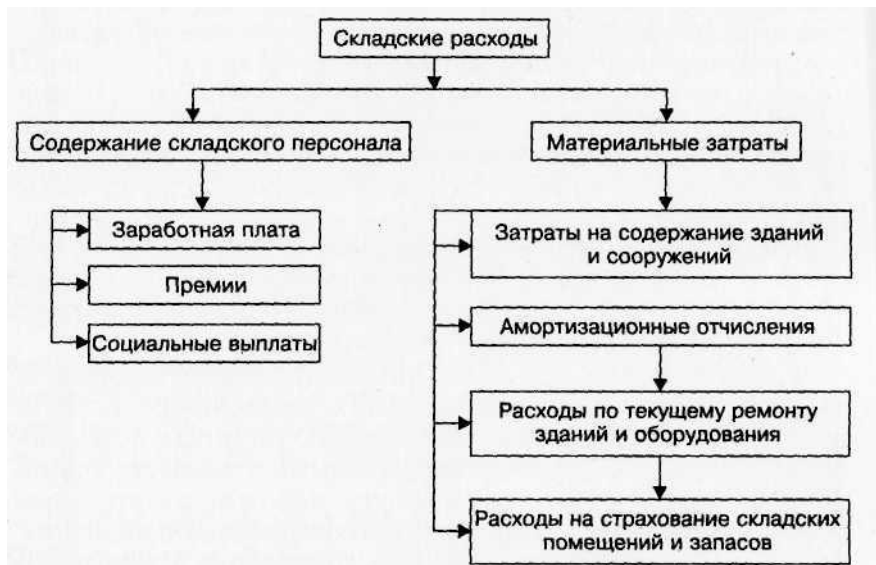 Складские расходы
Содержание складского персонала
Материальные затраты
Заработная плата
Премии
Социальные выплаты
Затраты на содержание зданий
и сооружений
Амортизационные отчисления
Расходы по текущему ремонту
зданий и оборудования
Расходы на страхование складских
помещений и запасов